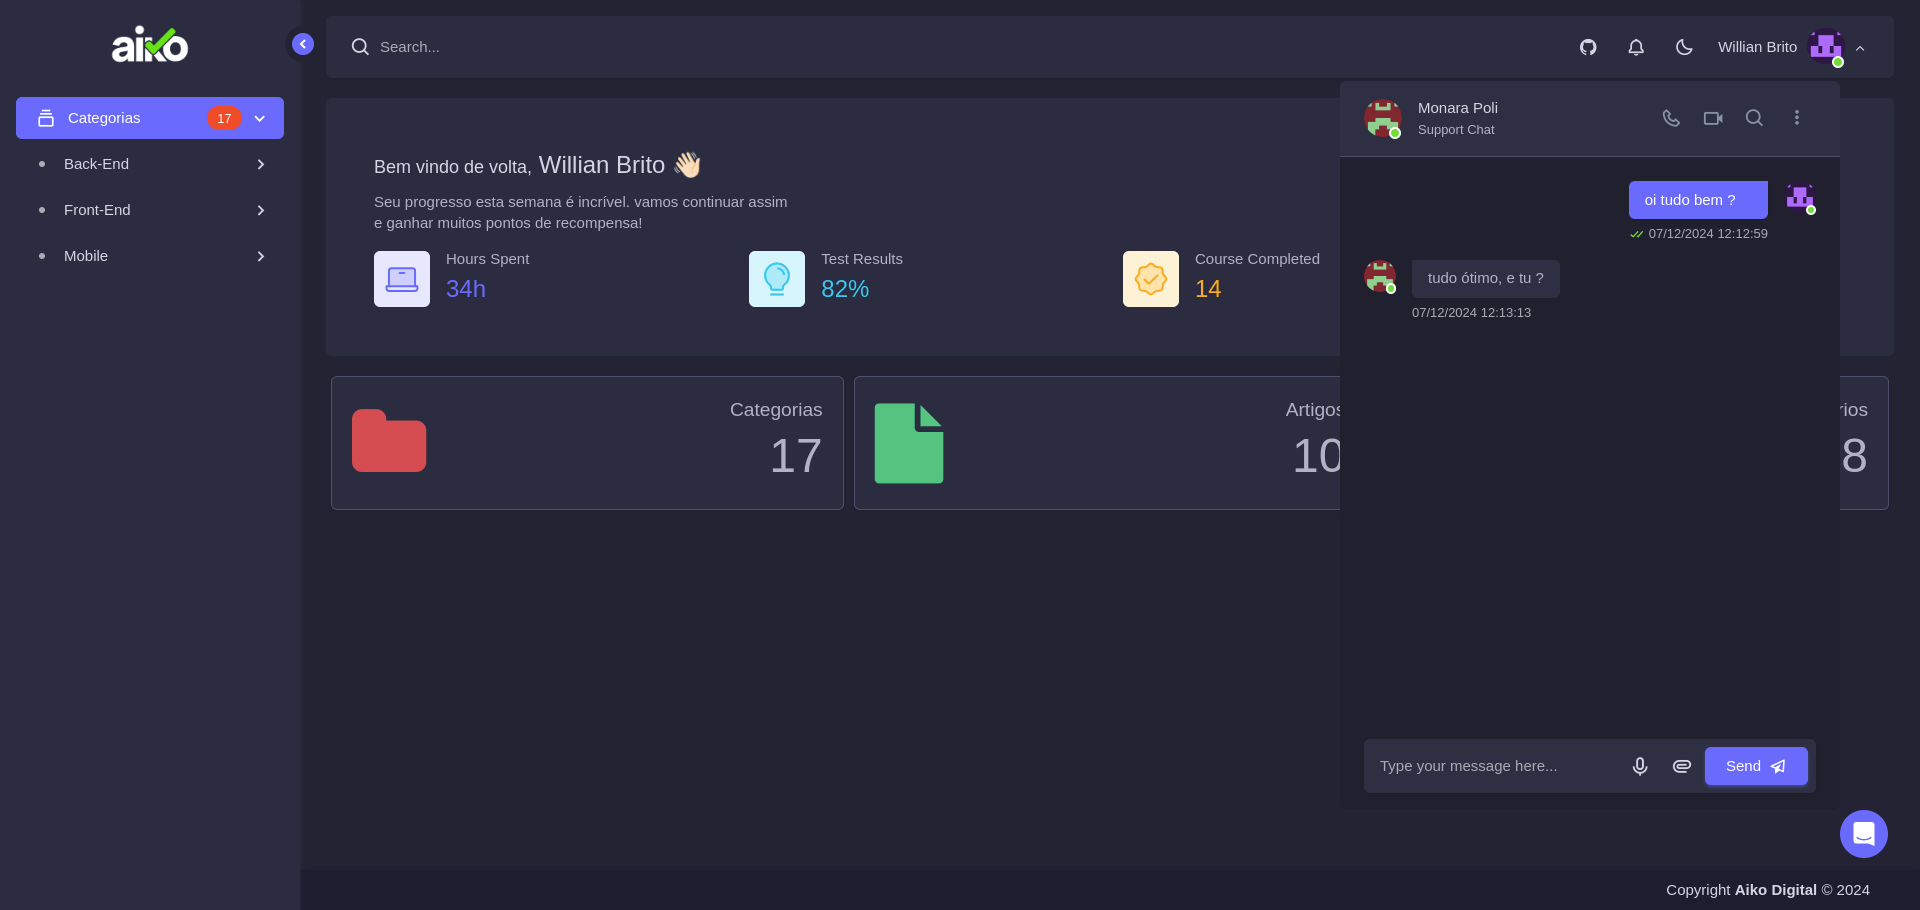 aiko
Search...
Willian Brito
Categorias 17
Back-End
Front-End
Mobile
Bem vindo de volta, Willian Brito 👋🏻
Seu progresso esta semana é incrível. vamos continuar assim
e ganhar muitos pontos de recompensa!
Hours Spent
34h
Test Results
82%
Course Completed
14
Categorias
17
Artigos
10
rios
8
Monara Poli
Support Chat
oi tudo bem ?
07/12/2024 12:12:59
tudo ótimo, e tu ?
07/12/2024 12:13:13
Type your message here...
Send
Copyright Aiko Digital © 2024